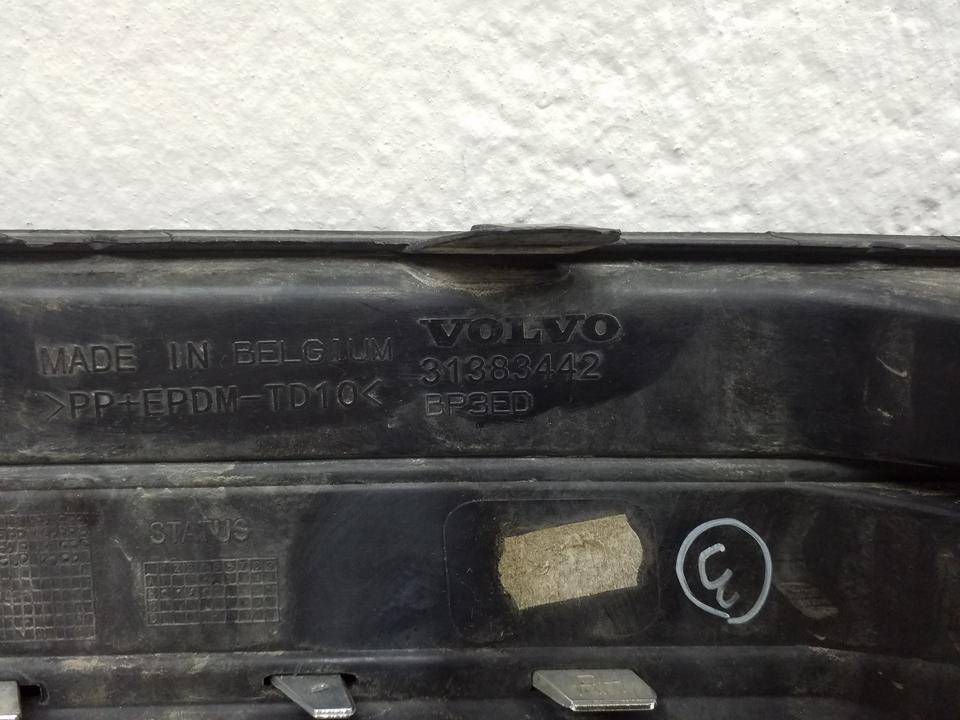 MADE IN BELGIUM
>PP+EPDM-TD10<
VOLVO
31383442
BP3ED
STATUS